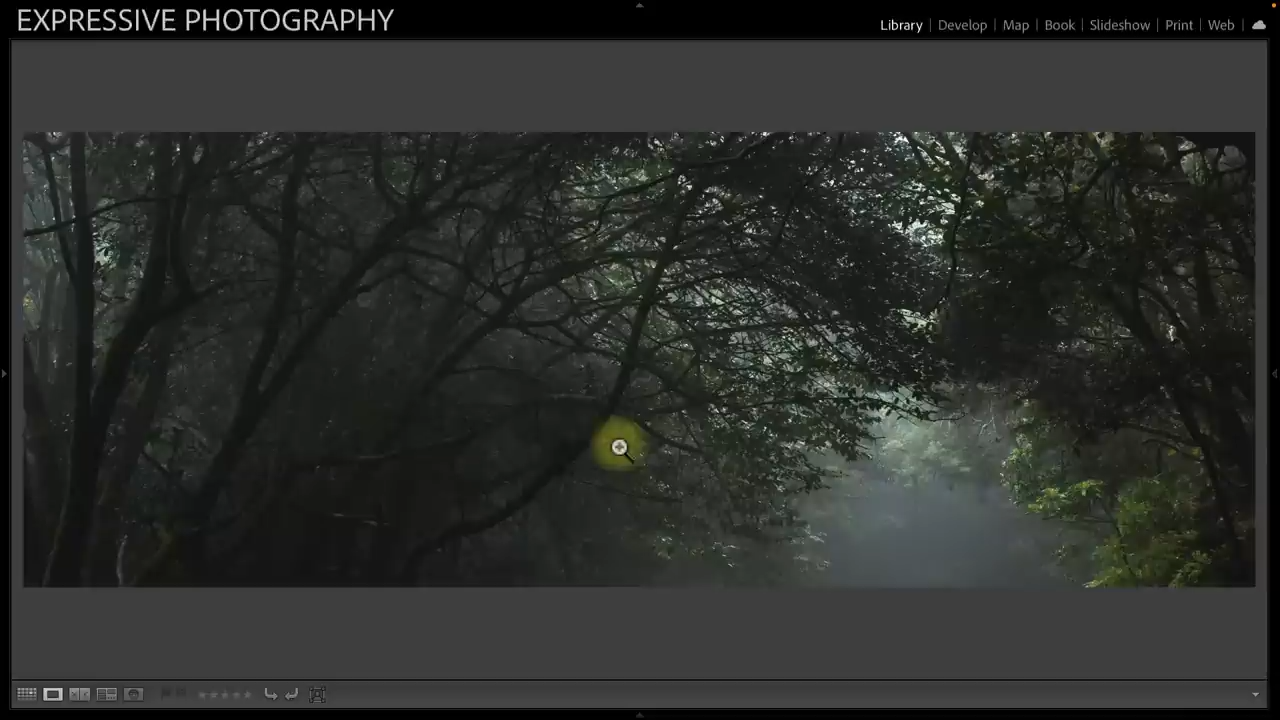 EXPRESSIVE PHOTOGRAPHY
Library | Develop | Map | Book | Slideshow | Print | Web |